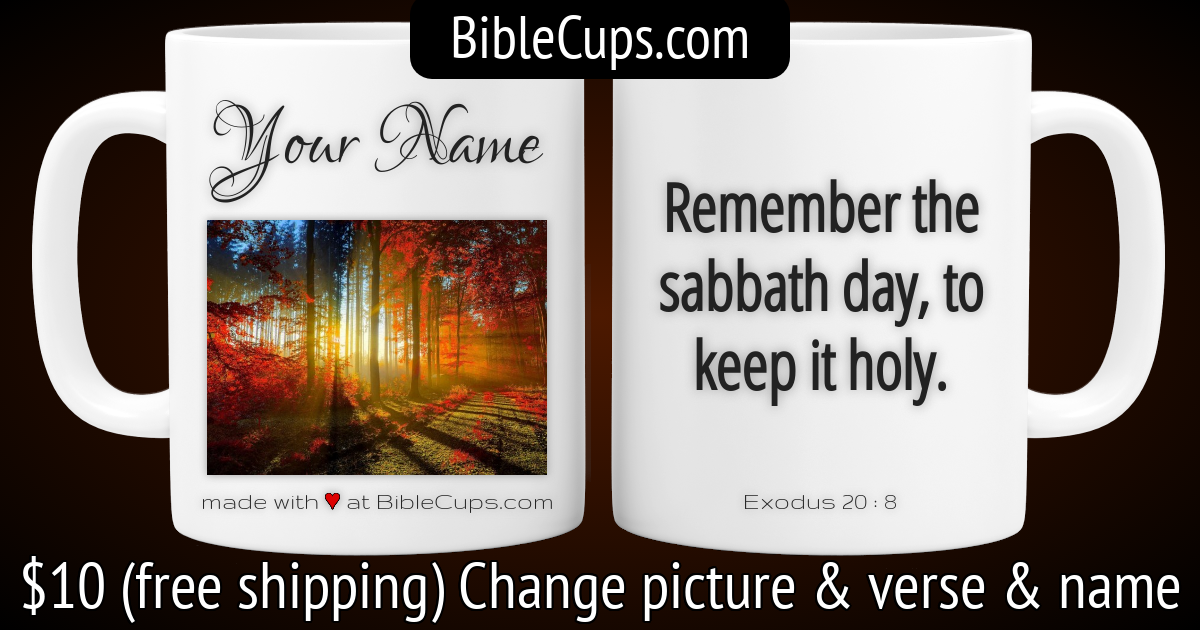 BibleCups.com
Your Name
made with ♥ at BibleCups.com
Remember the
sabbath day, to
keep it holy.
Exodus 20 : 8
$10 (free shipping) Change picture & verse & name